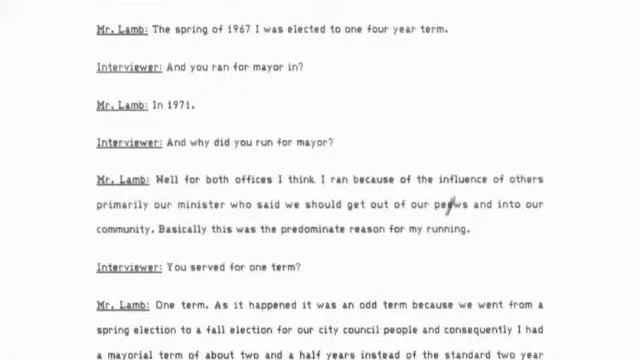 Mr. Lamb: The spring of 1967 I was elected to one four year term.
Interviewer: And you ran for mayor in?
Mr. Lamb: In 1971.
Interviewer: And why did you run for mayor?
Mr. Lamb: Well for both offices I think I ran because of the influence of others
primarily our minister who said we should get out of our pews and into our
community. Basically this was the predominate reason for my running.
Interviewer: You served for one term?
Mr. Lamb: One term. As it happened it was an odd term because we went from a
spring election to a fall election for our city council people and consequently I had
a mayorial term of about two and a half years instead of the standard two year